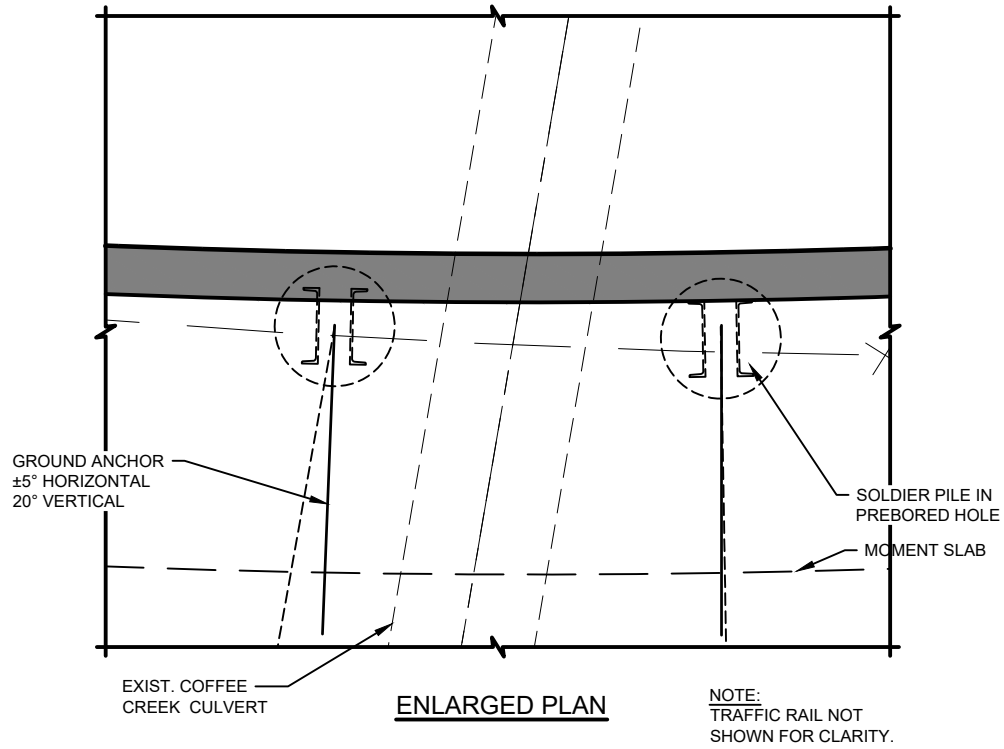 GROUND ANCHOR
±5° HORIZONTAL
20° VERTICAL
SOLDIER PILE IN
PREBORED HOLE
MOMENT SLAB
EXIST. COFFEE
CREEK CULVERT
ENLARGED PLAN
NOTE:
TRAFFIC RAIL NOT
SHOWN FOR CLARITY.